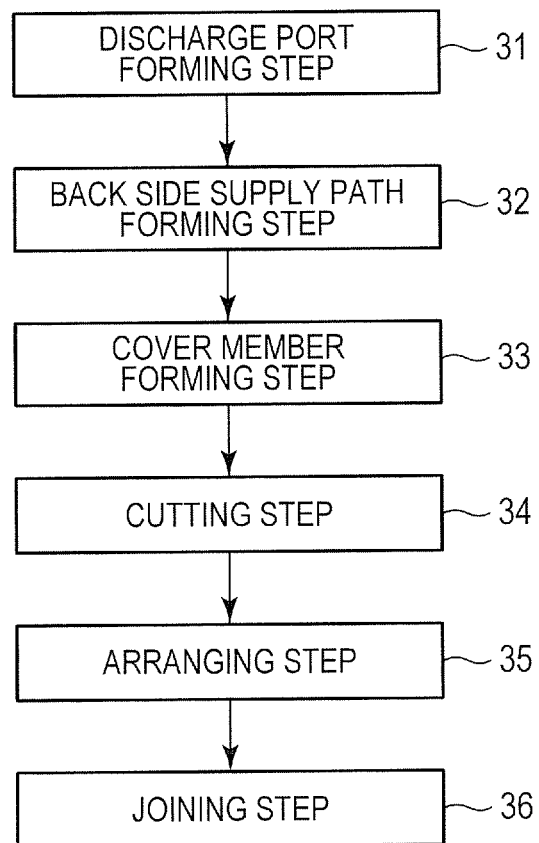 DISCHARGE PORT
FORMING STEP
31
BACK SIDE SUPPLY PATH
FORMING STEP
32
COVER MEMBER
FORMING STEP
33
CUTTING STEP
34
ARRANGING STEP
35
JOINING STEP
36